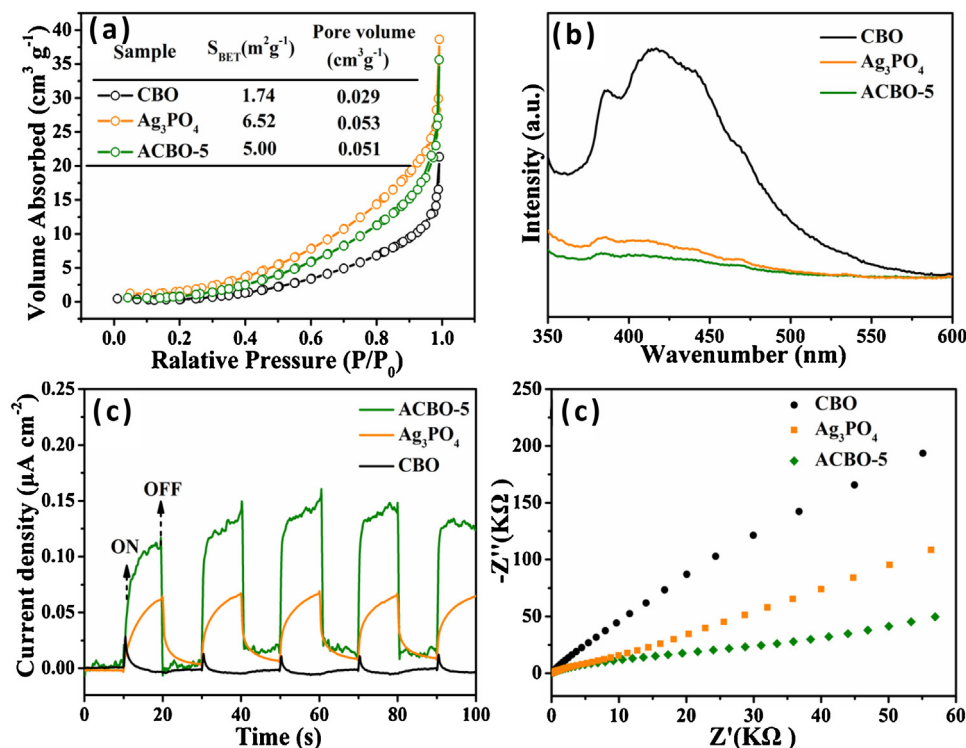 (a)
Sample S_BET(m²g⁻¹) Pore volume (cm³g⁻¹)
CBO 1.74 0.029
Ag₃PO₄ 6.52 0.053
ACBO-5 5.00 0.051
Volume Absorbed (cm³ g⁻¹)
40
35
30
25
20
15
10
5
0
0.0 0.2 0.4 0.6 0.8 1.0
Ralative Pressure (P/P₀)
(b)
CBO
Ag₃PO₄
ACBO-5
Intensity (a.u.)
350 400 450 500 550 600
Wavenumber (nm)
(c)
ACBO-5
Ag₃PO₄
CBO
OFF
ON
Current density (μA cm⁻²)
0.25
0.20
0.15
0.10
0.05
0.00
0 20 40 60 80 100
Time (s)
(c)
CBO
Ag₃PO₄
ACBO-5
-Z''(KΩ)
250
200
150
100
50
0
0 10 20 30 40 50 60
Z'(KΩ)